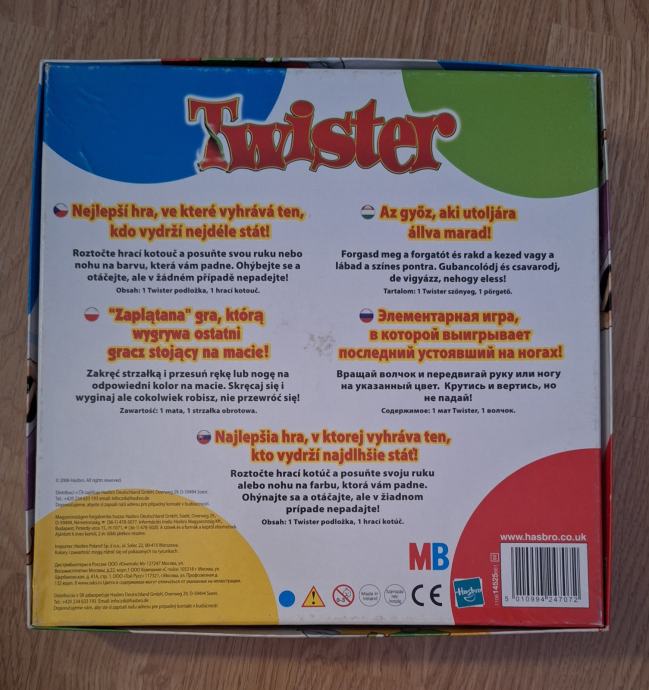 Twister
Nejlepší hra, ve které vyhrává ten,
kdo vydrží nejdéle stát!
Roztočte hrací kotouč a posuňte svou ruku nebo
nohu na barvu, která vám padne. Ohýbejte se a
otáčejte, ale v žádném případě nepadejte!
Obsah: 1 Twister podložka, 1 hrací kotouč.
Az győz, aki utoljára
állva marad!
Forgasd meg a forgatót és rakd a kezed vagy a
lábad a színes pontra. Gubancolódj és csavarodj,
de vigyázz, nehogy eless!
Tartalom: 1 Twister szőnyeg, 1 pörgető.
"Zaplątana" gra, którą
wygrywa ostatni
gracz stojący na macie!
Zakręć strzałką i przesuń rękę lub nogę na
odpowiedni kolor na macie. Skręcaj się i
wyginaj ale cokolwiek robisz, nie przewróć się!
Zawartość: 1 mata, 1 strzałka obrotowa.
Элементарная игра,
в которой выигрывает
последний устоявший на ногах!
Вращай волчок и передвигай руку или ногу
на указанный цвет. Крутись и вертись, но
не падай!
Содержимое: 1 мат Twister, 1 волчок.
Najlepšia hra, v ktorej vyhráva ten,
kto vydrží najdlhšie stáť!
Roztočte hrací kotúč a posuňte svoju ruku
alebo nohu na farbu, ktorá vám padne.
Ohýnajte sa a otáčajte, ale v žiadnom
prípade nepadajte!
Obsah: 1 Twister podložka, 1 hrací kotúč.
© 2006 Hasbro. All rights reserved.
MB
www.hasbro.co.uk
0-3
CE
Hasbro
14525
5 010994 247072